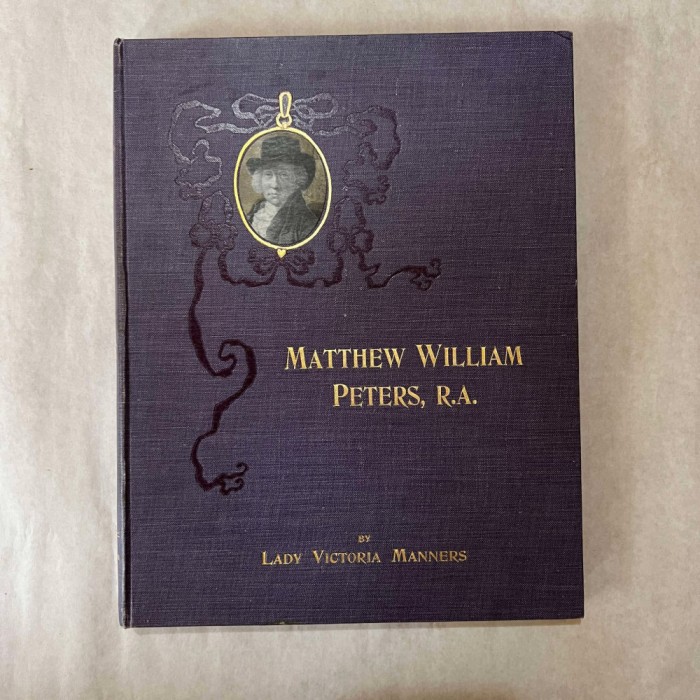 MATTHEW WILLIAM
PETERS, R.A.
BY
LADY VICTORIA MANNERS